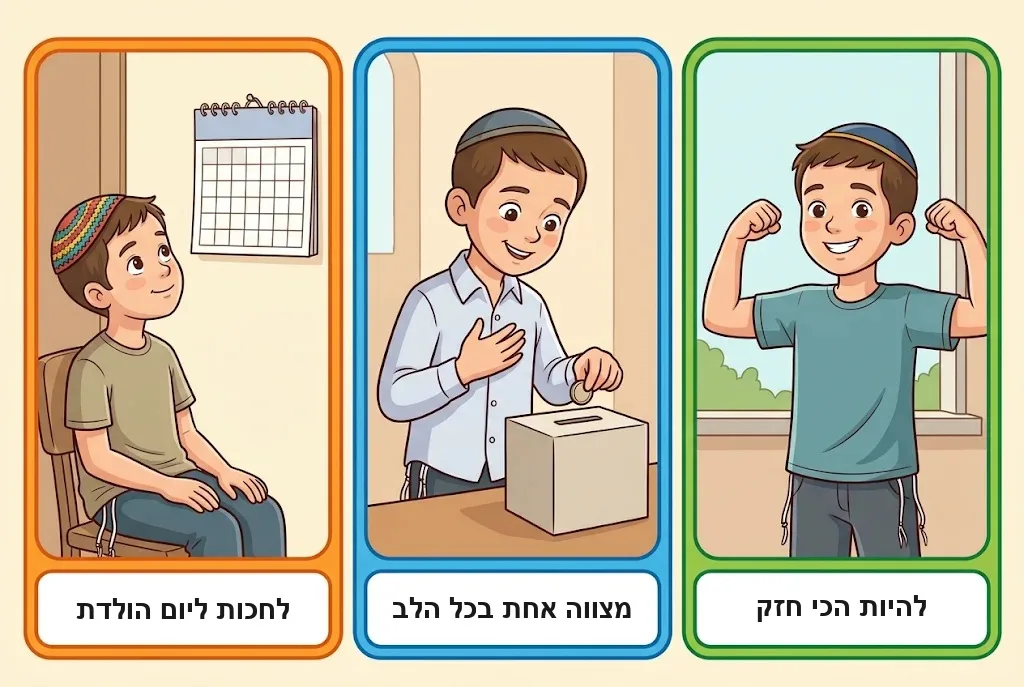 להיות הכי חזק
מצווה אחת בכל הלב
לחכות ליום הולדת